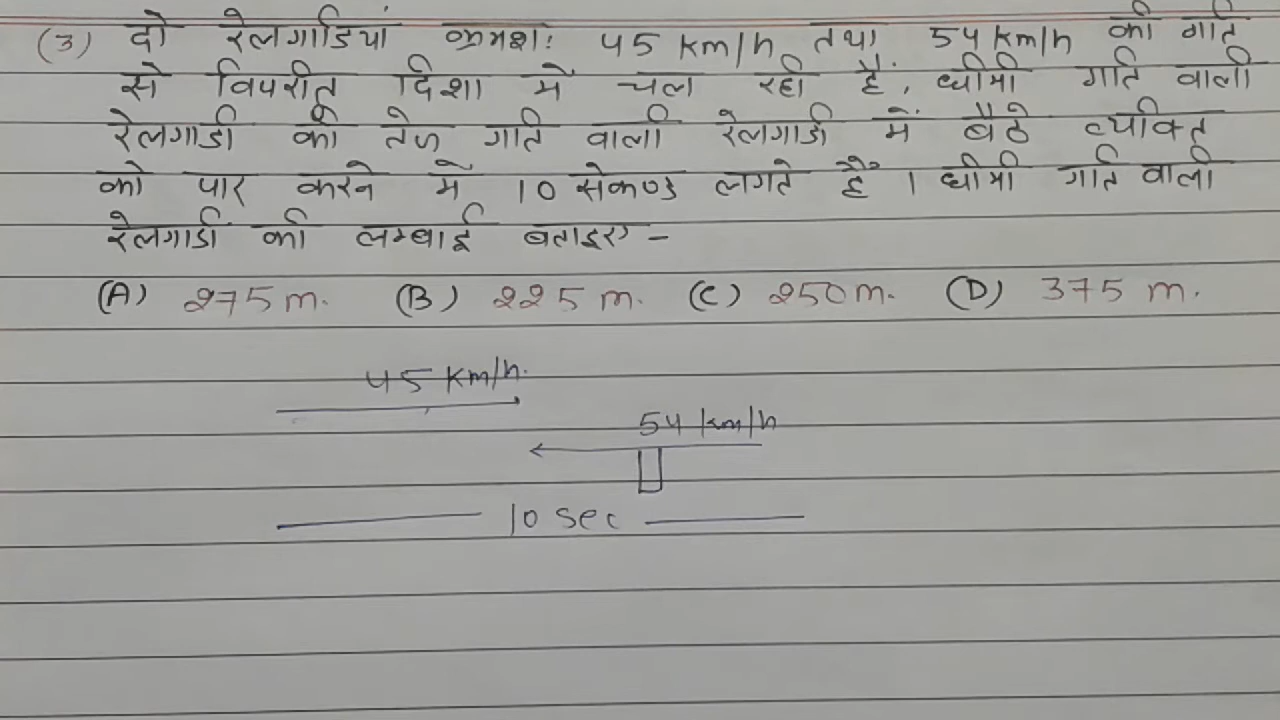 (3) दो रेलगाडियां क्रमशः 45 km/h तथा 54 km/h की गति
से विपरीत दिशा में चल रही है, धीमी गति वाली
रेलगाडी को तेज गति वाली रेलगाडी में बैठे व्यक्ति
को पार करने में 10 सेकण्ड लगते है । धीमी गति वाली
रेलगाडी की लम्बाई बताइए -
(A) 275 m. (B) 225 m. (C) 250 m. (D) 375 m.
45 km/h.
54 km/h
10 sec